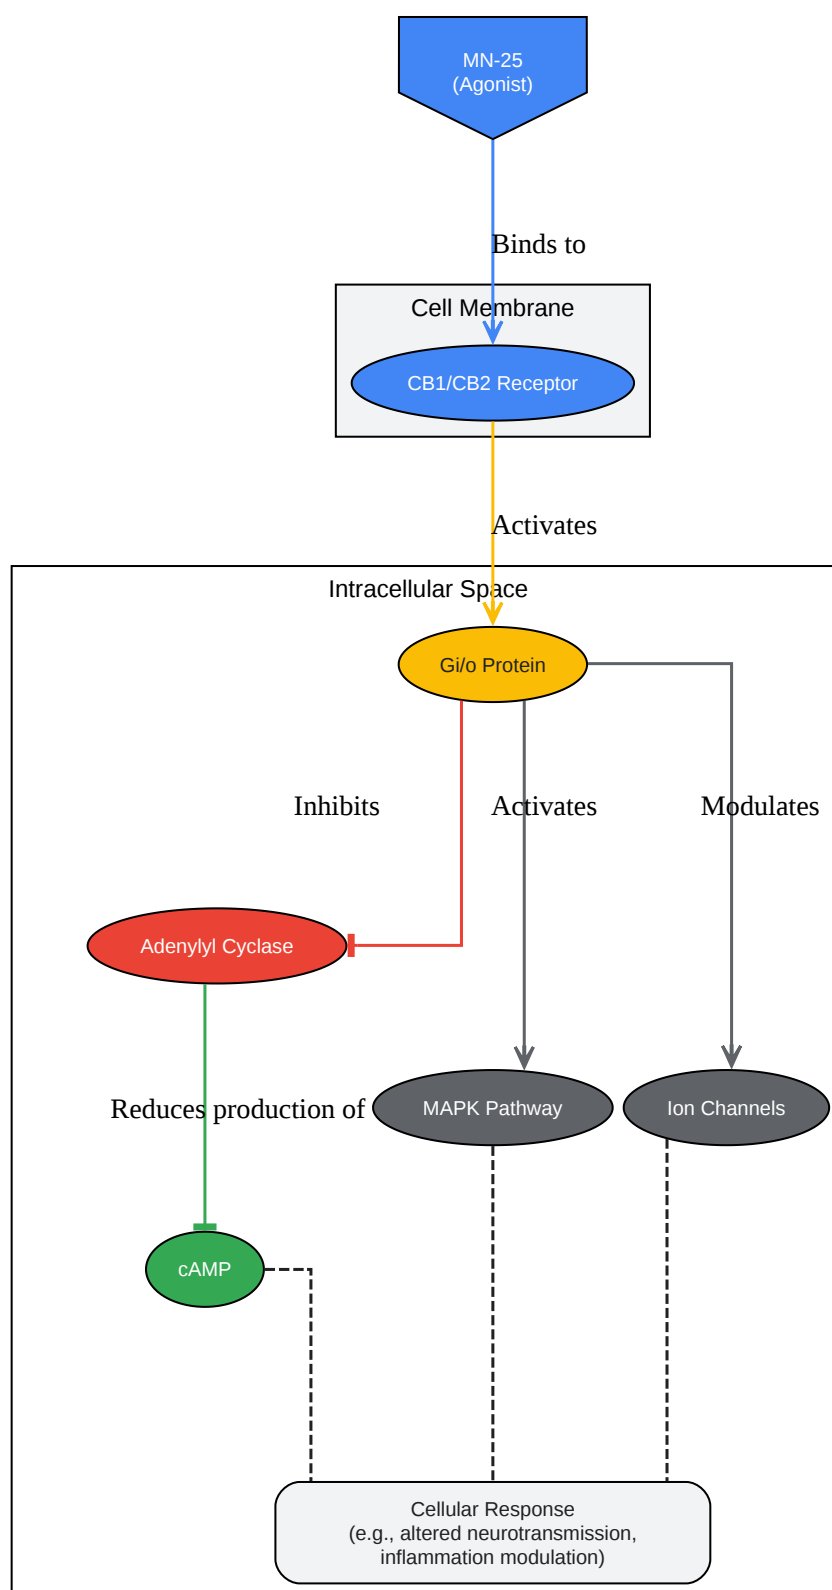 MN-25
(Agonist)
Binds to
Cell Membrane
CB1/CB2 Receptor
Activates
Intracellular Space
Gi/o Protein
Inhibits
Activates
Modulates
Adenylyl Cyclase
Reduces production of
MAPK Pathway
Ion Channels
cAMP
Cellular Response
(e.g., altered neurotransmission,
inflammation modulation)